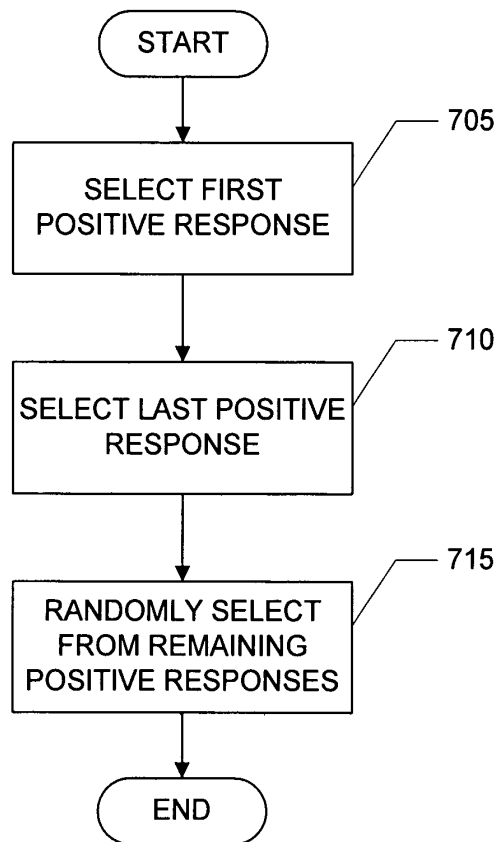 START
705
SELECT FIRST
POSITIVE RESPONSE
710
SELECT LAST POSITIVE
RESPONSE
715
RANDOMLY SELECT
FROM REMAINING
POSITIVE RESPONSES
END